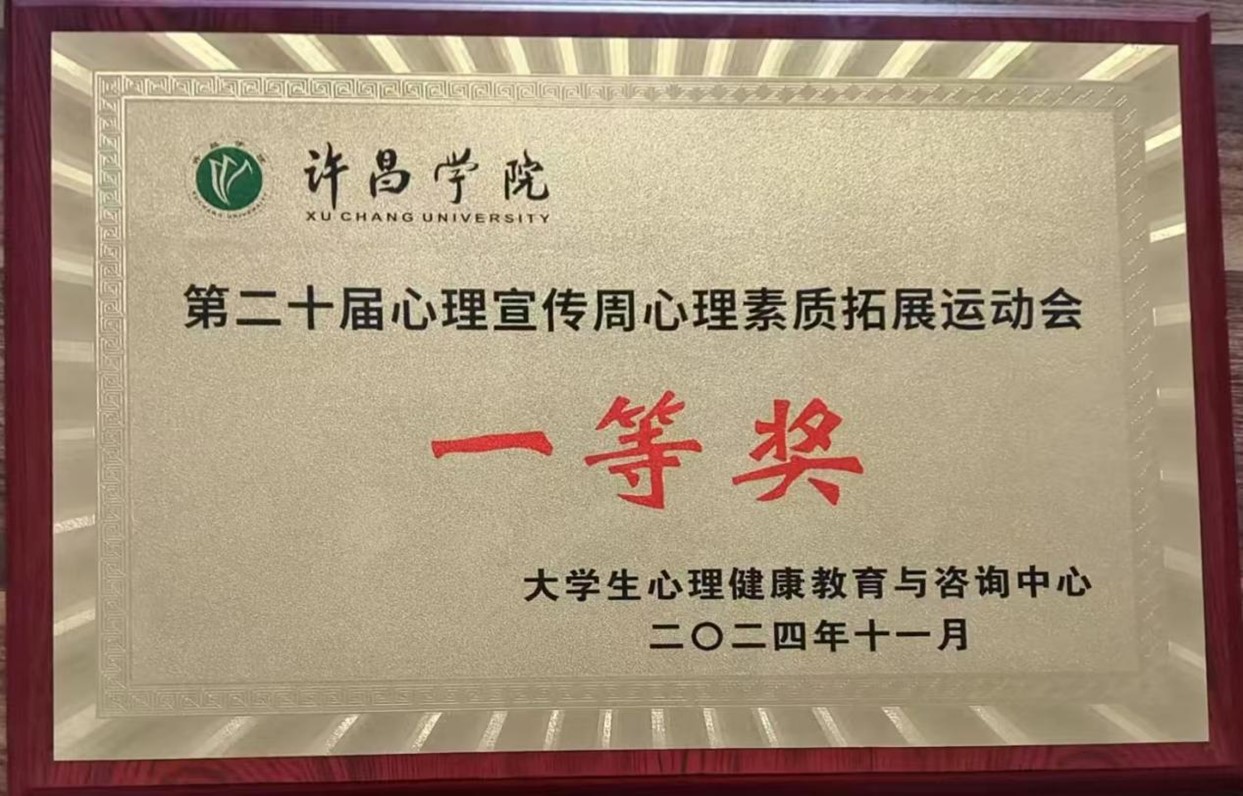 许昌学院
XU CHANG UNIVERSITY
第二十届心理宣传周心理素质拓展运动会
一等奖
大学生心理健康教育与咨询中心
二〇二四年十一月